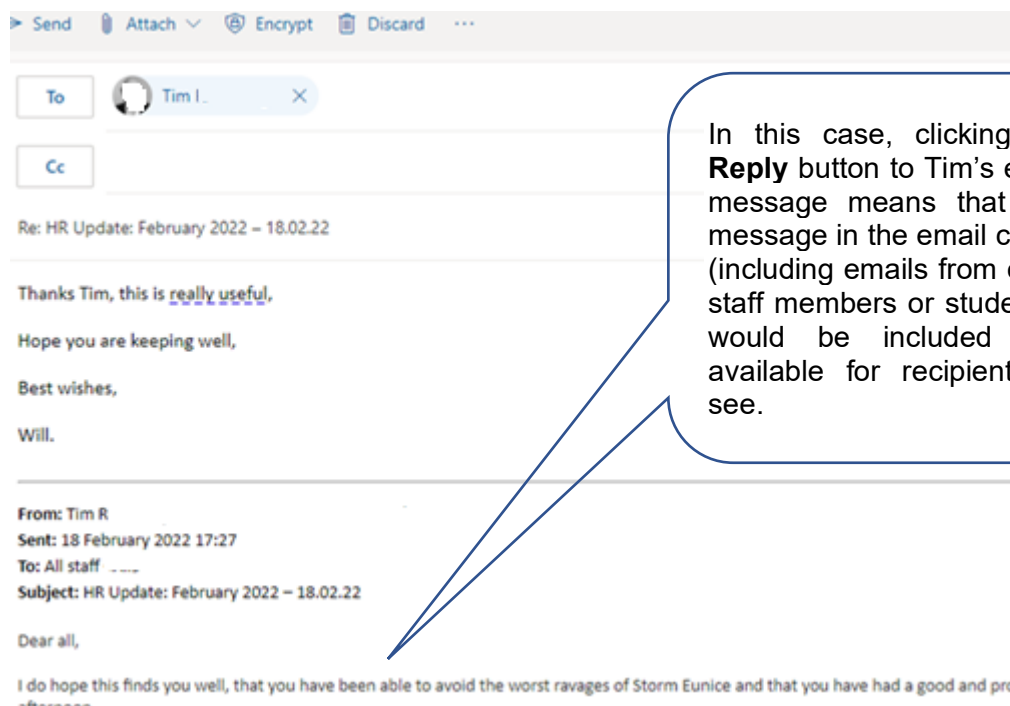 Send Attach Encrypt Discard ...
To Tim
Cc
Re: HR Update: February 2022 – 18.02.22
Thanks Tim, this is really useful,
Hope you are keeping well,
Best wishes,
Will.
In this case, clicking
Reply button to Tim’s e
message means that
message in the email c
(including emails from
staff members or stude
would be included
available for recipient
see.
From: Tim R
Sent: 18 February 2022 17:27
To: All staff
Subject: HR Update: February 2022 – 18.02.22
Dear all,
I do hope this finds you well, that you have been able to avoid the worst ravages of Storm Eunice and that you have had a good and pro